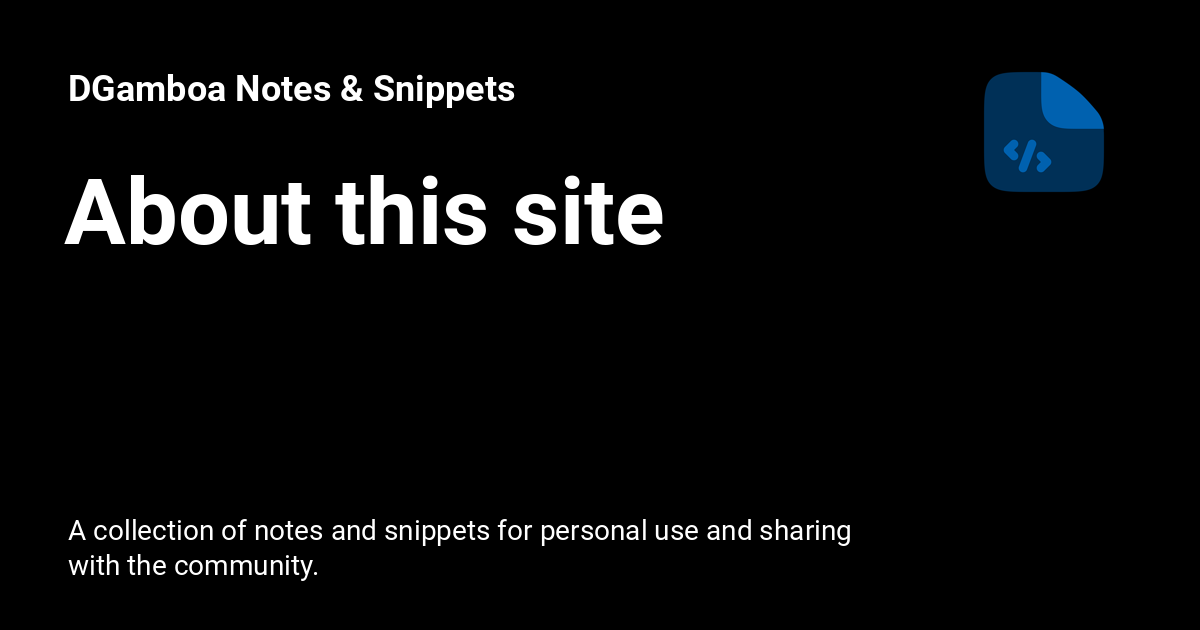 DGamboa Notes & Snippets
About this site
A collection of notes and snippets for personal use and sharing
with the community.